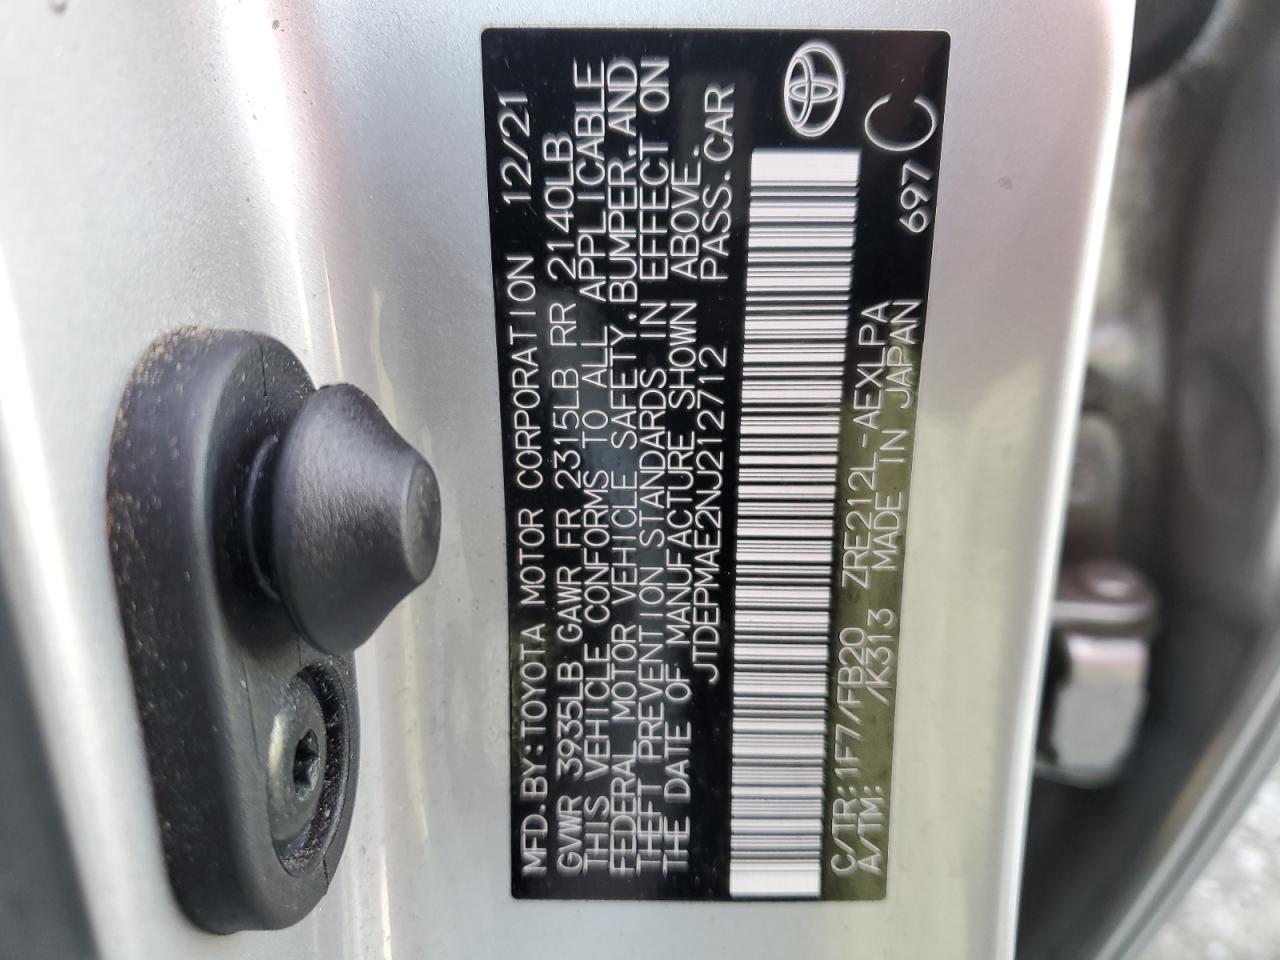 MFD.BY:TOYOTA MOTOR CORPORATION 12/21
GVWR 3935LB GAWR FR 2315LB RR 2140LB
THIS VEHICLE CONFORMS TO ALL APPLICABLE
FEDERAL MOTOR VEHICLE SAFETY,BUMPER,AND
THEFT PREVENTION STANDARDS IN EFFECT ON
THE DATE OF MANUFACTURE SHOWN ABOVE.
JTDEPMAE2NJ212712 PASS.CAR
C/TR:1F7/FB20 ZRE212L-AEXLPA 697 C
A/TM: /K313 MADE IN JAPAN